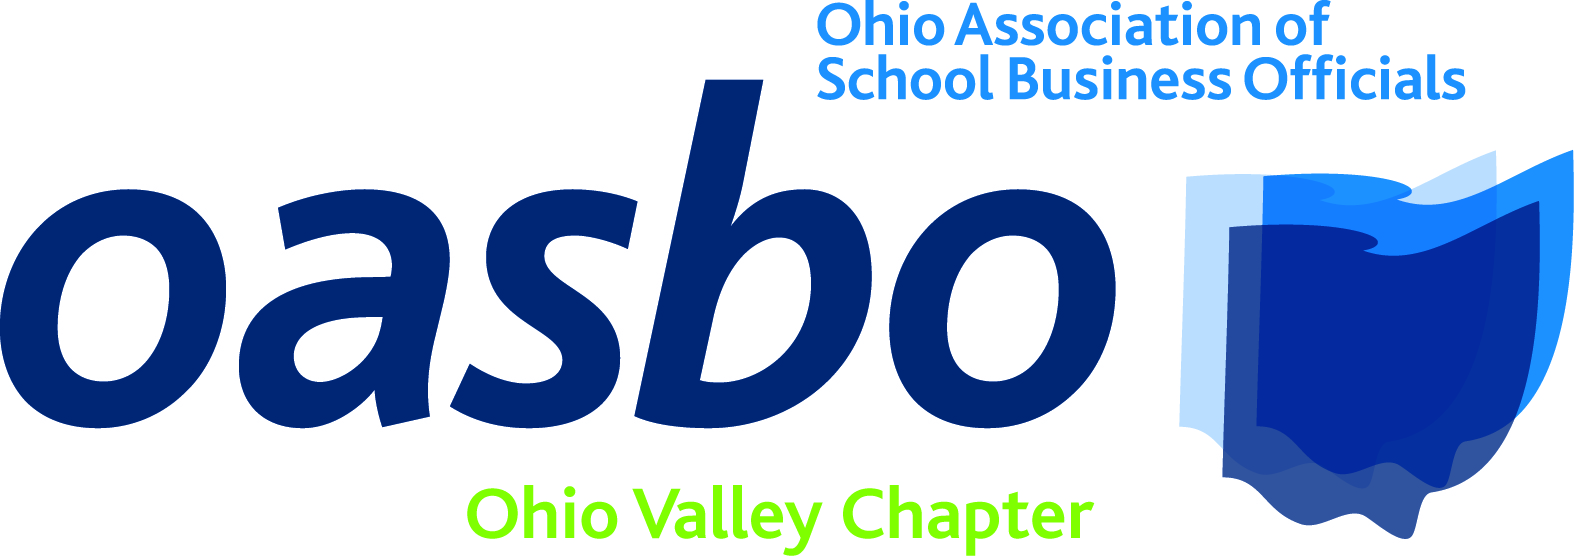 Ohio Association of
School Business Officials
oasbo
Ohio Valley Chapter